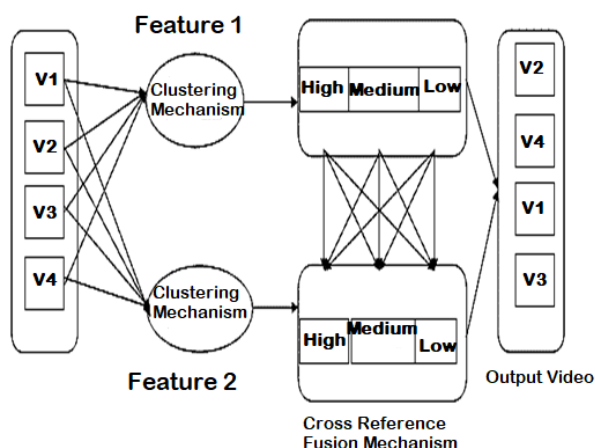 Feature 1
V1
V2
V3
V4
Clustering
Mechanism
High Medium Low
Clustering
Mechanism
Feature 2
High Medium Low
Cross Reference
Fusion Mechanism
V2
V4
V1
V3
Output Video